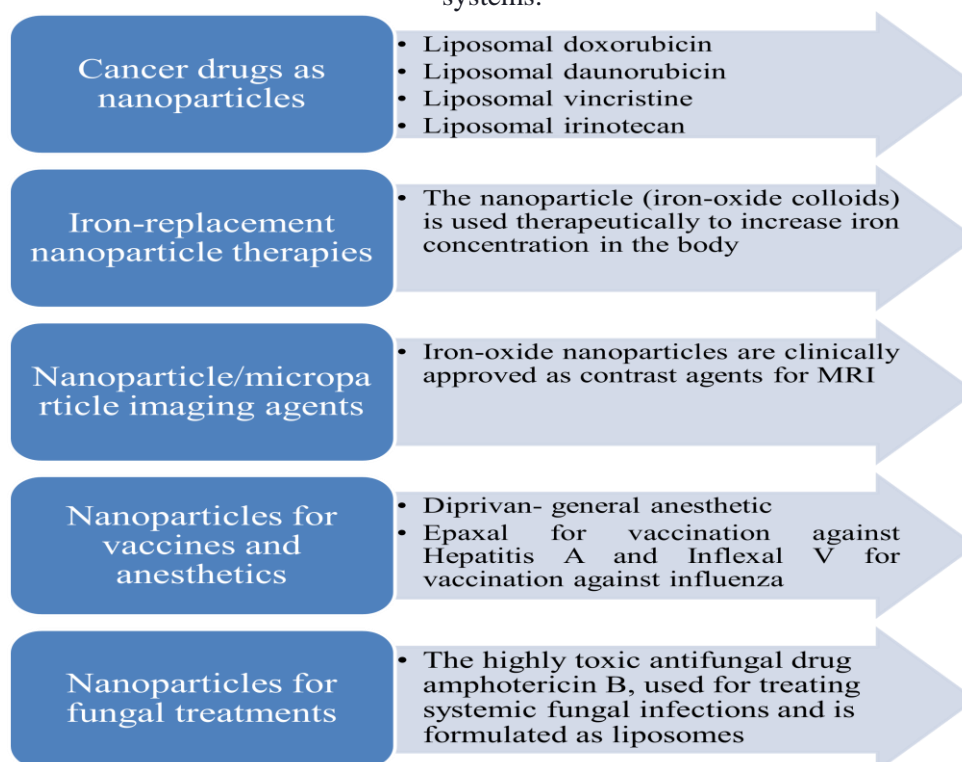 systems.
Cancer drugs as
nanoparticles
• Liposomal doxorubicin
• Liposomal daunorubicin
• Liposomal vincristine
• Liposomal irinotecan
Iron-replacement
nanoparticle therapies
• The nanoparticle (iron-oxide colloids)
is used therapeutically to increase iron
concentration in the body
Nanoparticle/micropa
rticle imaging agents
• Iron-oxide nanoparticles are clinically
approved as contrast agents for MRI
Nanoparticles for
vaccines and
anesthetics
• Diprivan- general anesthetic
• Epaxal for vaccination against
Hepatitis A and Inflexal V for
vaccination against influenza
Nanoparticles for
fungal treatments
• The highly toxic antifungal drug
amphotericin B, used for treating
systemic fungal infections and is
formulated as liposomes